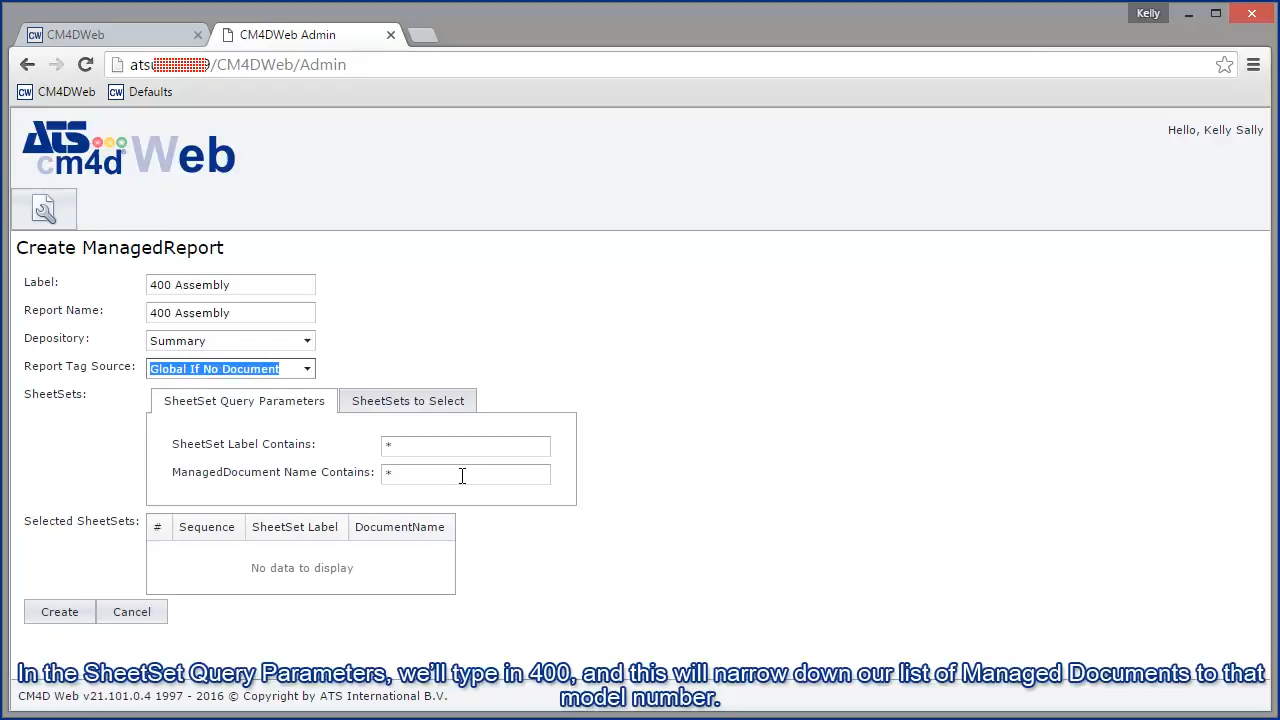 Kelly
CW CM4DWeb
CM4DWeb Admin
/CM4DWeb/Admin
CW CM4DWeb CW Defaults
Hello, Kelly Sally
ATS
cm4d Web
Create ManagedReport
Label: 400 Assembly
Report Name: 400 Assembly
Depository: Summary
Report Tag Source: Global If No Document
SheetSets: SheetSet Query Parameters SheetSets to Select
SheetSet Label Contains: *
ManagedDocument Name Contains: *
Selected SheetSets: # Sequence SheetSet Label DocumentName
No data to display
Create Cancel
In the SheetSet Query Parameters, we'll type in 400, and this will narrow down our list of Managed Documents to that
model number.
CM4D Web v21.101.0.4 1997 - 2016 © Copyright by ATS International B.V.